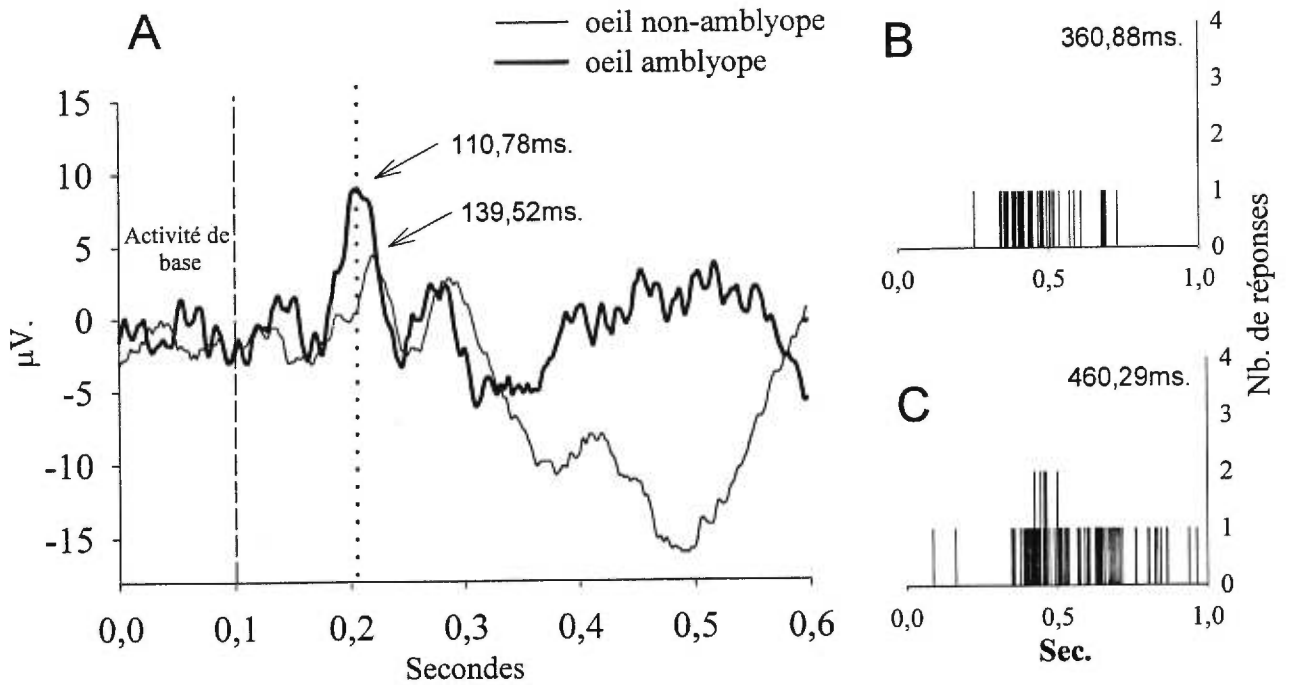 A
oeil non-amblyope
oeil amblyope
15
10
5
0
-5
-10
-15
µV.
Activité de
base
110,78ms.
139,52ms.
0,0 0,1 0,2 0,3 0,4 0,5 0,6
Secondes
B
360,88ms.
4
3
2
1
0
0,0 0,5 1,0
Nb. de réponses
C
460,29ms.
4
3
2
1
0
0,0 0,5 1,0
Sec.